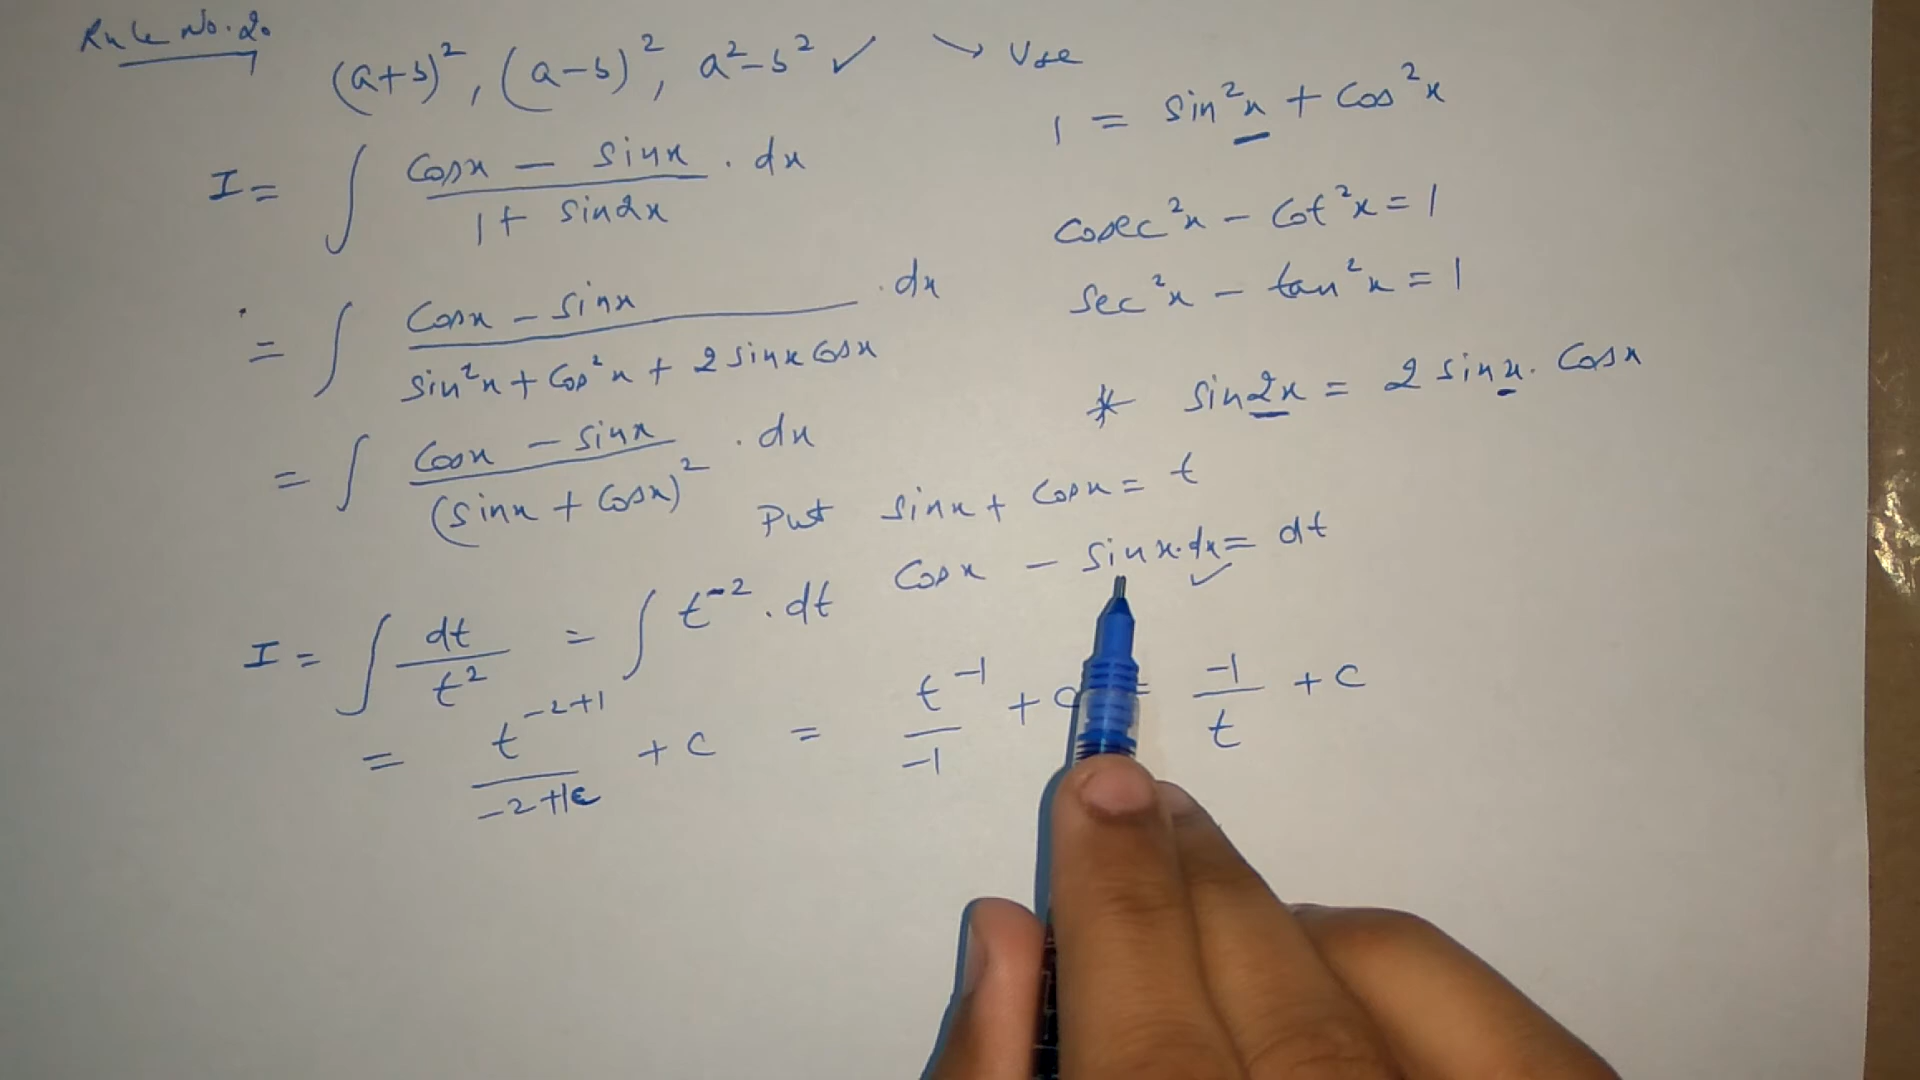 Rule No. 2.
(a+b)², (a-b)², a²-b² ✓ → Use
1 = sin²x + cos²x
I = ∫ (cosx - sinx)/(1 + sin2x) . dx
cosec²x - cot²x = 1
= ∫ (cosx - sinx)/(sin²x + cos²x + 2 sinx cosx) . dx
sec²x - tan²x = 1
* sin2x = 2 sinx . cosx
= ∫ (cosx - sinx)/(sinx + cosx)² . dx
Put sinx + cosx = t
cosx - sinx.dx = dt
I = ∫ dt/t² = ∫ t⁻² . dt
= t⁻²⁺¹/(-2+1) + c = t⁻¹/-1 + c = -1/t + c